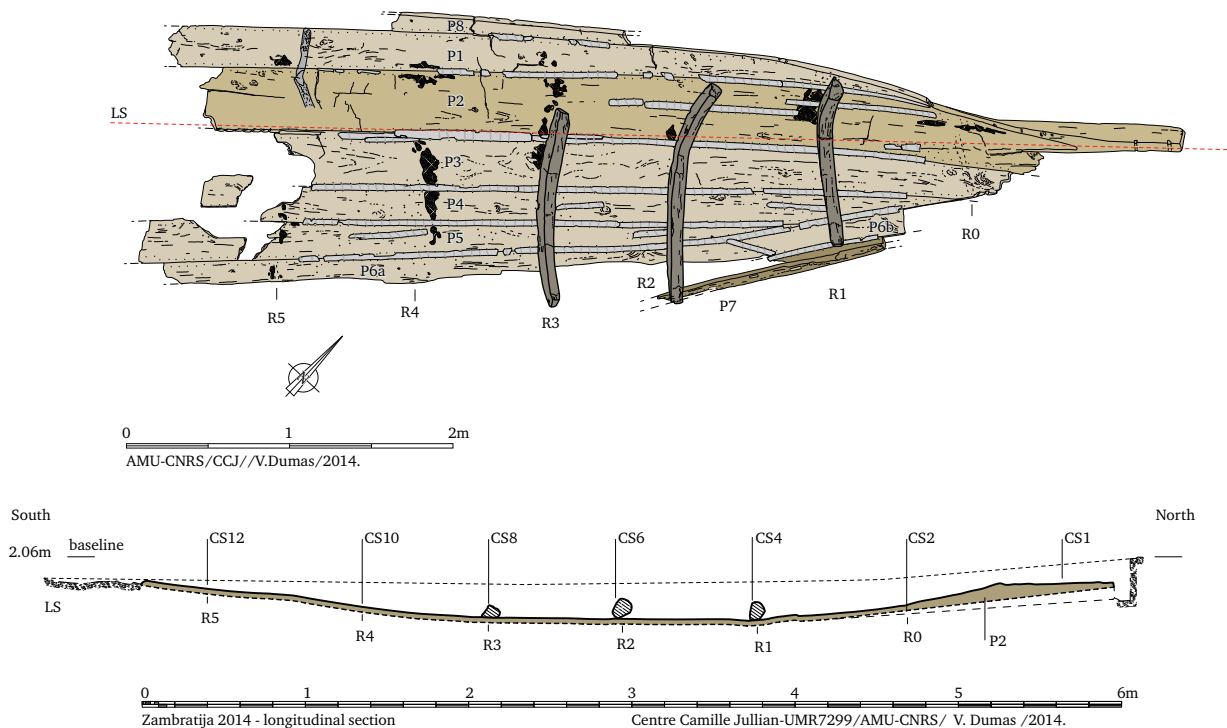 P8
P1
P2
LS
P3
P4
P5
P6b
P6a
R0
R2
R1
P7
R5
R4
R3
N
0 1 2m
AMU-CNRS/CCJ//V.Dumas/2014.
South North
CS12 CS10 CS8 CS6 CS4 CS2 CS1
2.06m baseline
LS
R5 R4 R3 R2 R1 R0 P2
0 1 2 3 4 5 6m
Zambratija 2014 - longitudinal section Centre Camille Jullian-UMR7299/AMU-CNRS/ V. Dumas /2014.